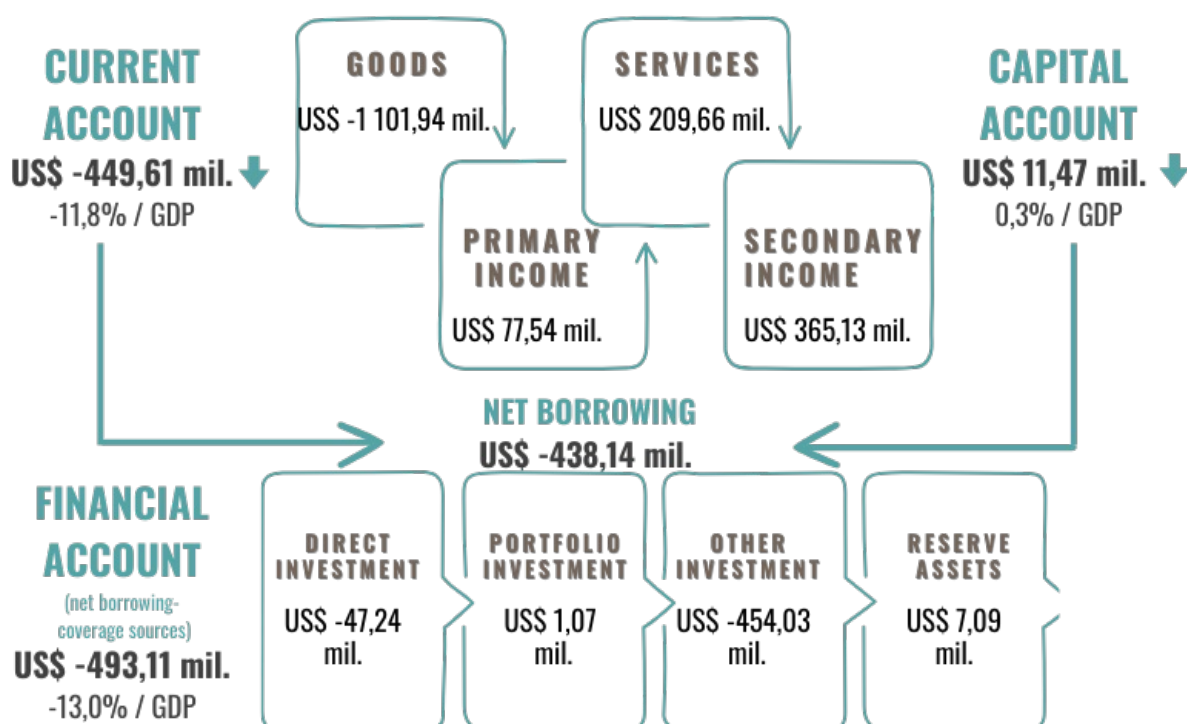 CURRENT
ACCOUNT
US$ -449,61 mil.
-11,8% / GDP
GOODS
US$ -1 101,94 mil.
SERVICES
US$ 209,66 mil.
PRIMARY
INCOME
US$ 77,54 mil.
SECONDARY
INCOME
US$ 365,13 mil.
CAPITAL
ACCOUNT
US$ 11,47 mil.
0,3% / GDP
NET BORROWING
US$ -438,14 mil.
FINANCIAL
ACCOUNT
(net borrowing-
coverage sources)
US$ -493,11 mil.
-13,0% / GDP
DIRECT
INVESTMENT
US$ -47,24
mil.
PORTFOLIO
INVESTMENT
US$ 1,07
mil.
OTHER
INVESTMENT
US$ -454,03
mil.
RESERVE
ASSETS
US$ 7,09
mil.